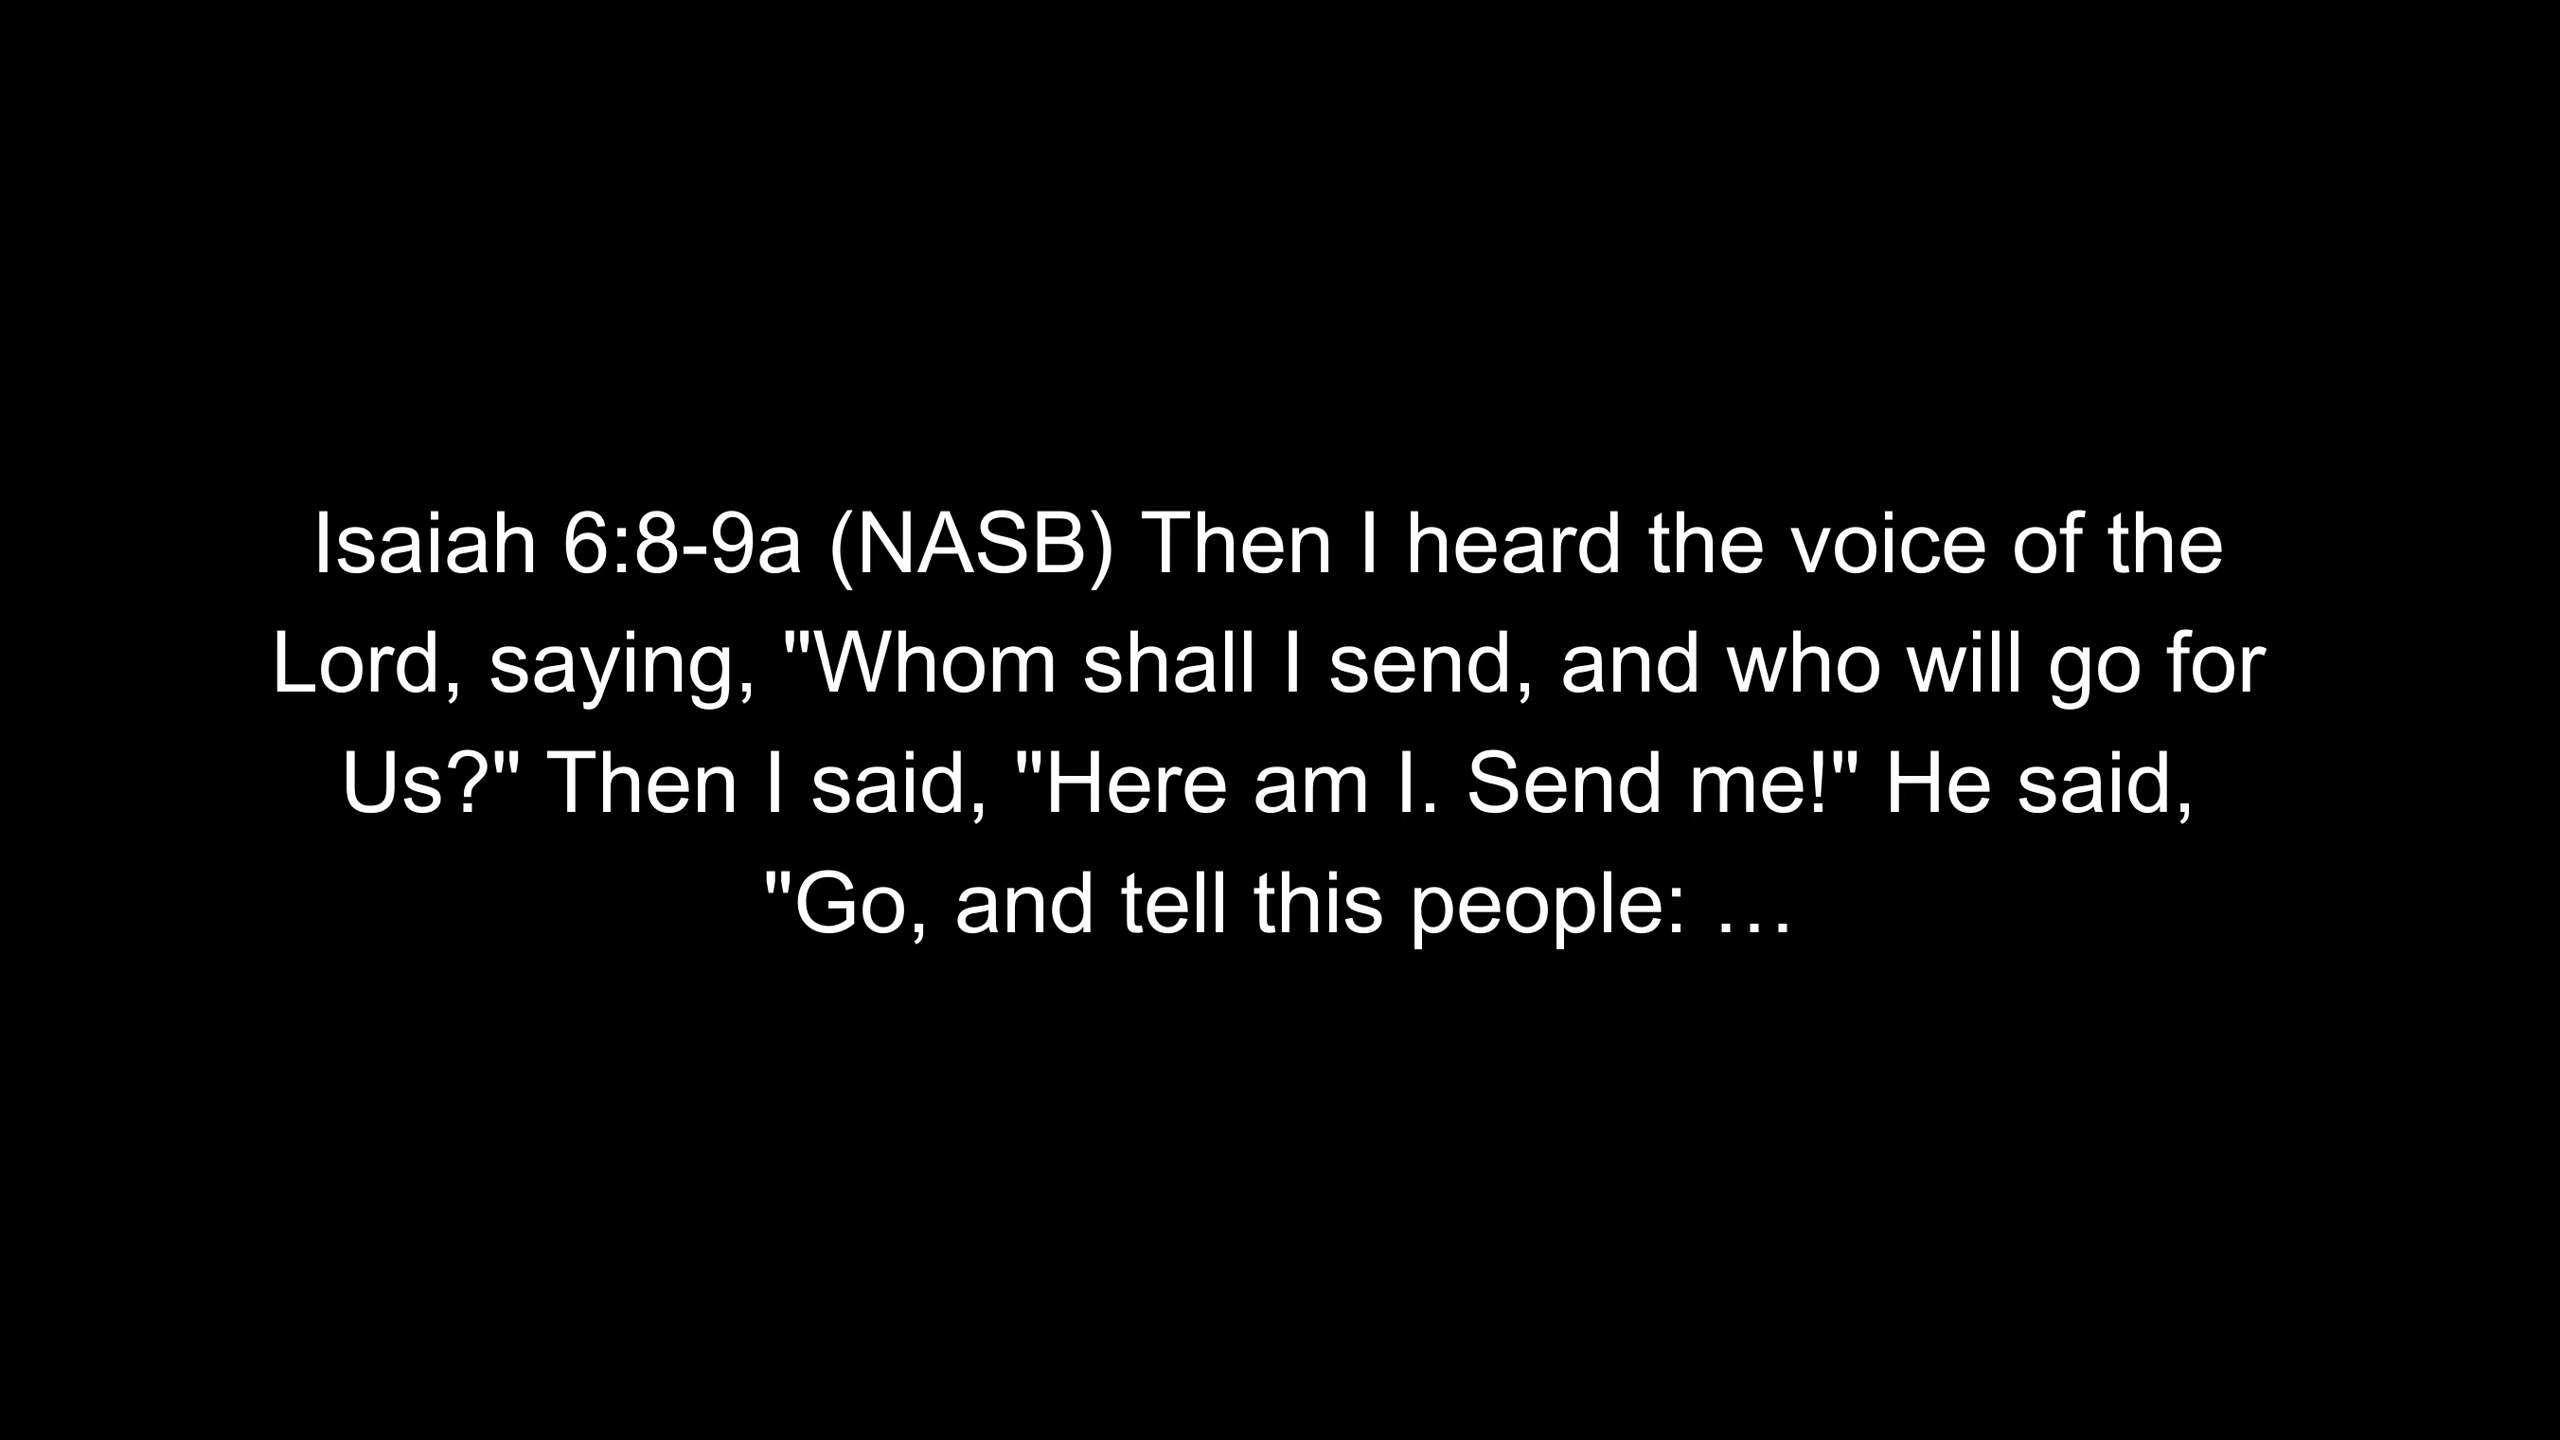 Isaiah 6:8-9a (NASB) Then I heard the voice of the
Lord, saying, "Whom shall I send, and who will go for
Us?" Then I said, "Here am I. Send me!" He said,
"Go, and tell this people: …